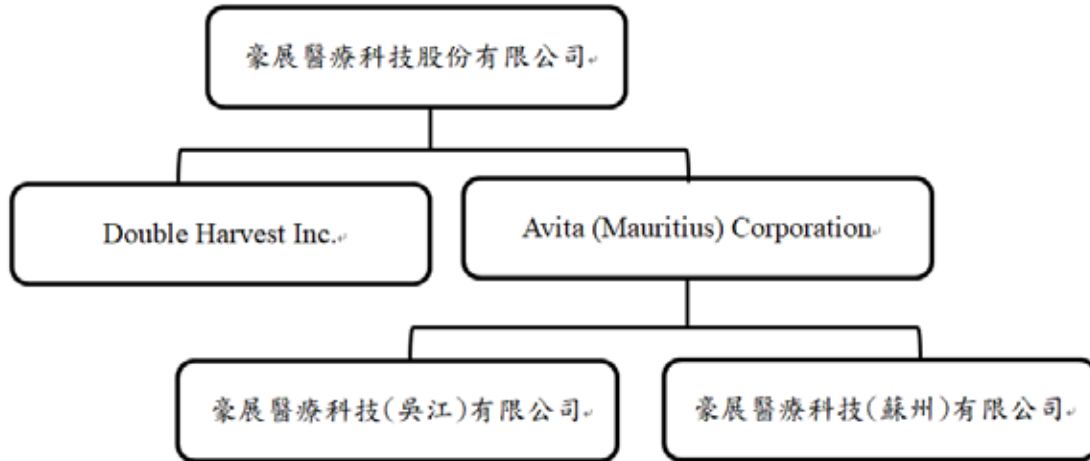 豪展醫療科技股份有限公司
Double Harvest Inc.
Avita (Mauritius) Corporation
豪展醫療科技(吳江)有限公司
豪展醫療科技(蘇州)有限公司